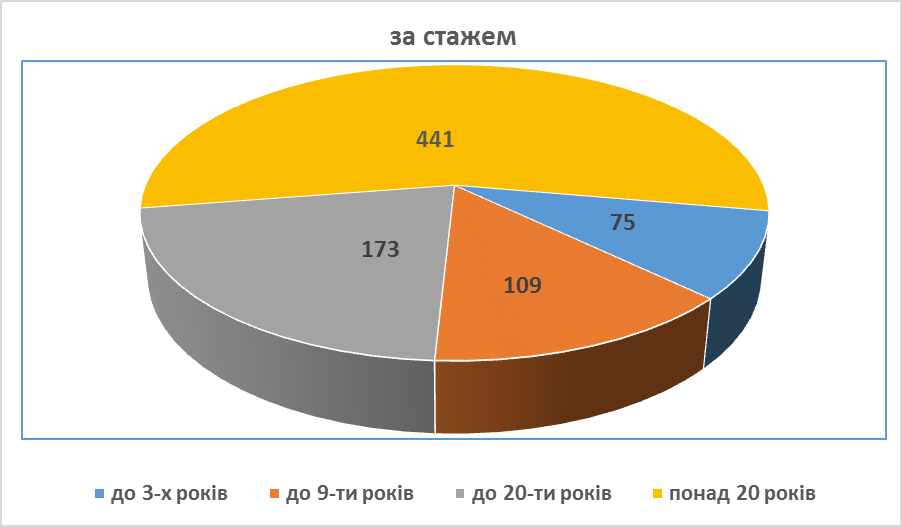 за стажем
441
75
173
109
до 3-х років до 9-ти років до 20-ти років понад 20 років